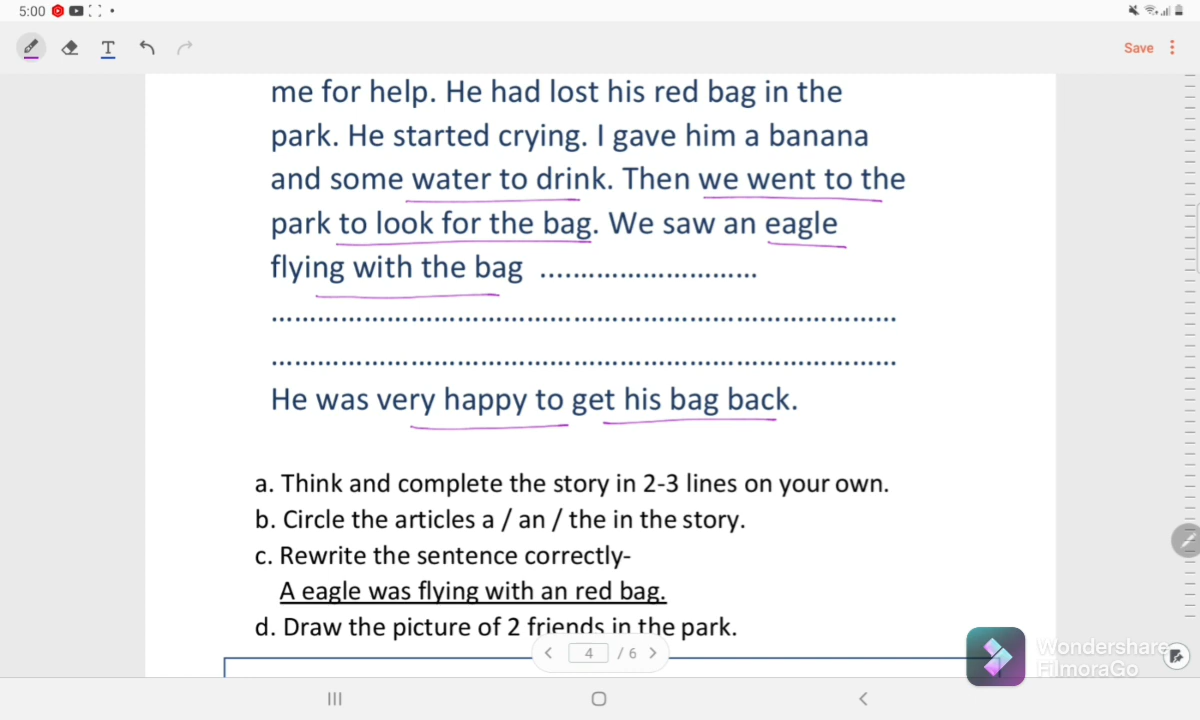 5:00
T
Save
me for help. He had lost his red bag in the
park. He started crying. I gave him a banana
and some water to drink. Then we went to the
park to look for the bag. We saw an eagle
flying with the bag ...........................
..............................................................................
..............................................................................
He was very happy to get his bag back.
a. Think and complete the story in 2-3 lines on your own.
b. Circle the articles a / an / the in the story.
c. Rewrite the sentence correctly-
A eagle was flying with an red bag.
d. Draw the picture of 2 friends in the park.
< 4 / 6 >
Wondershare
FilmoraGo